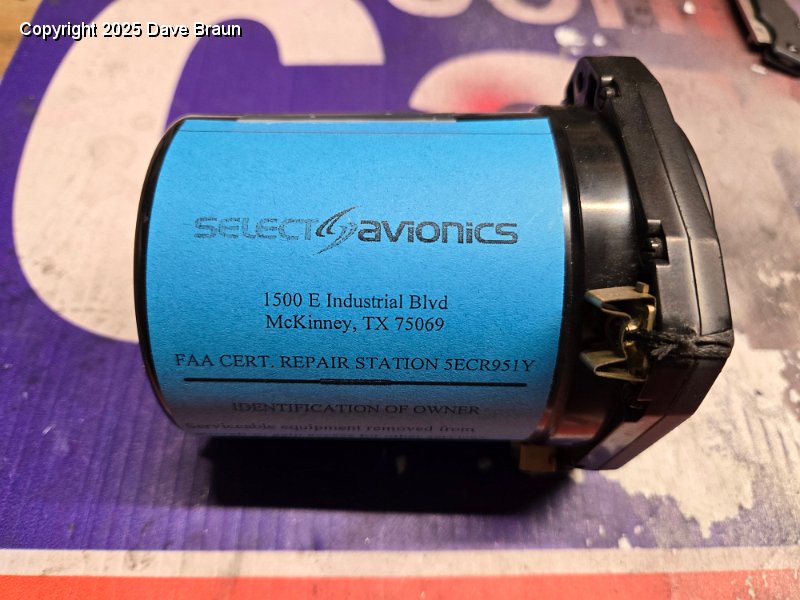 Copyright 2025 Dave Braun
SELECT avionics
1500 E Industrial Blvd
McKinney, TX 75069
FAA CERT. REPAIR STATION 5ECR951Y
IDENTIFICATION OF OWNER
Serviceable equipment removed from